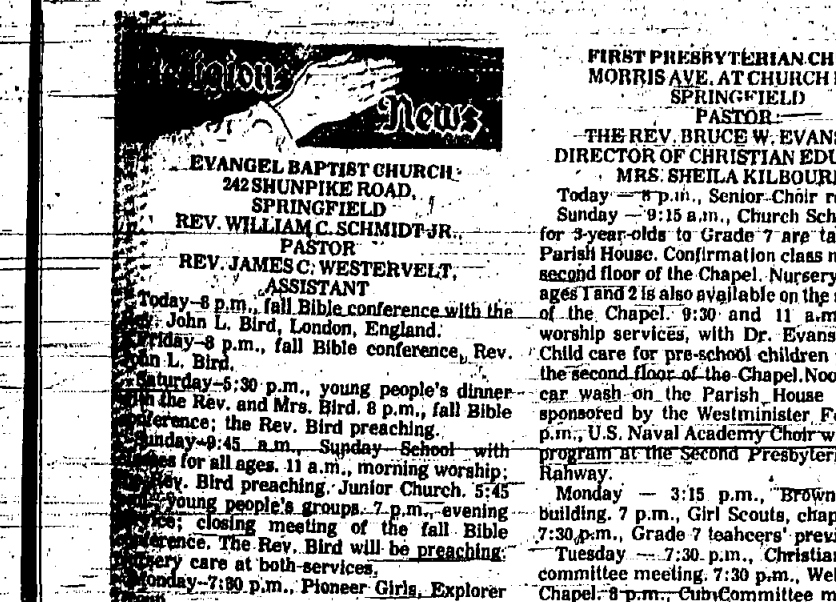 Religious
News
EVANGEL BAPTIST CHURCH
242 SHUNPIKE ROAD,
SPRINGFIELD
REV. WILLIAM C. SCHMIDT JR.,
PASTOR
REV. JAMES C. WESTERVELT,
ASSISTANT
Today—8 p.m., fall Bible conference with the
John L. Bird, London, England.
Friday—8 p.m., fall Bible conference, Rev.
John L. Bird.
Saturday—5:30 p.m., young people's dinner
with the Rev. and Mrs. Bird. 8 p.m., fall Bible
conference; the Rev. Bird preaching.
Sunday—9:45 a.m., Sunday School with
classes for all ages. 11 a.m., morning worship;
Rev. Bird preaching. Junior Church. 5:45
young people's groups. 7 p.m., evening
service; closing meeting of the fall Bible
conference. The Rev. Bird will be preaching.
Nursery care at both services.
Monday—7:30 p.m., Pioneer Girls, Explorer
FIRST PRESBYTERIAN CH
MORRIS AVE. AT CHURCH
SPRINGFIELD
PASTOR:
THE REV. BRUCE W. EVANS
DIRECTOR OF CHRISTIAN EDU
MRS. SHEILA KILBOUR
Today — 8 p.m., Senior Choir r
Sunday — 9:15 a.m., Church Sch
for 3-year-olds to Grade 7 are ta
Parish House. Confirmation class m
second floor of the Chapel. Nursery
ages 1 and 2 is also available on the
of the Chapel. 9:30 and 11 a.m
worship services, with Dr. Evans
Child care for pre-school children
the second floor of the Chapel. Noo
car wash on the Parish House
sponsored by the Westminister F
p.m., U.S. Naval Academy Choir w
program at the Second Presbyteri
Rahway.
Monday — 3:15 p.m., Brown
building. 7 p.m., Girl Scouts, chap
7:30 p.m., Grade 7 teahcers' previ
Tuesday — 7:30 p.m., Christian
committee meeting. 7:30 p.m., Wel
Chapel. 8 p.m., Cub Committee m